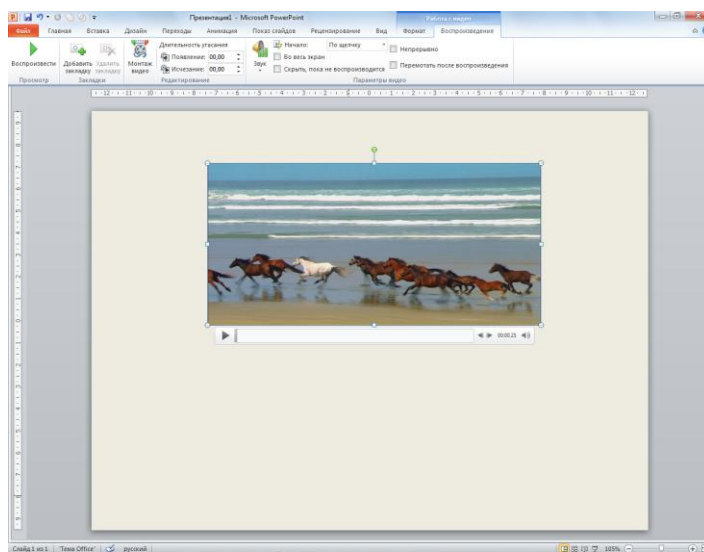 Презентация1 - Microsoft PowerPoint
Работа с видео
Файл Главная Вставка Дизайн Переходы Анимация Показ слайдов Рецензирование Вид Формат Воспроизведение
Воспроизвести
Добавить закладку
Удалить закладку
Монтаж видео
Длительность угасания
Появление: 00,00
Исчезание: 00,00
Звук
Начало: По щелчку
Во весь экран
Скрыть, пока не воспроизводится
Непрерывно
Перемотать после воспроизведения
Просмотр Закладки Редактирование Параметры видео
00:00,25
Слайд 1 из 1 "Тема Office" русский 105%